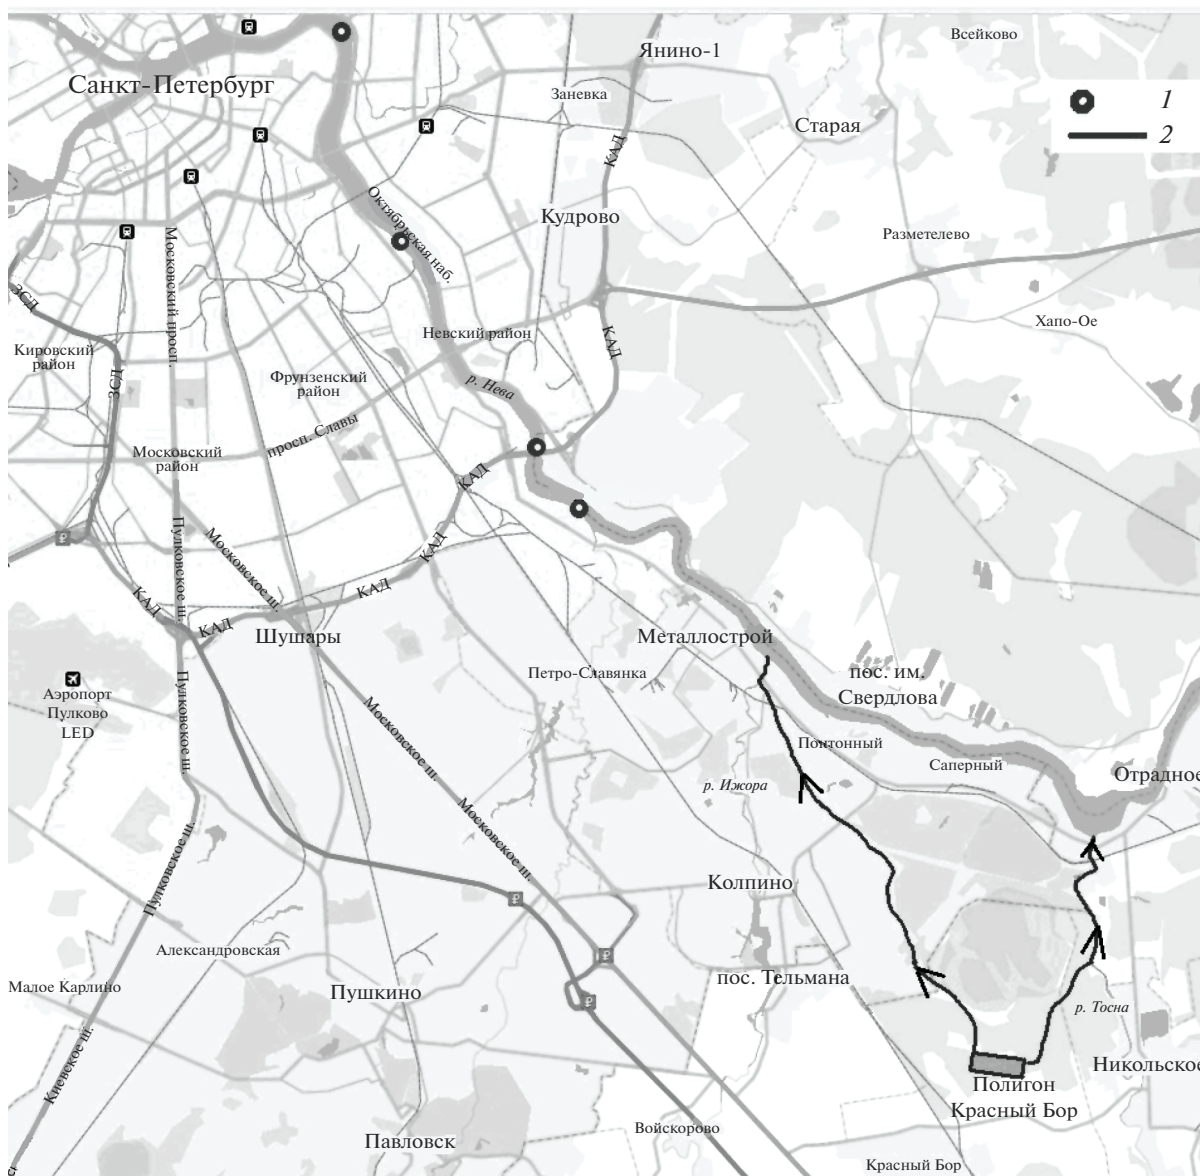 Всейково
Янино-1
Санкт-Петербург
Заневка
1
Старая
2
КАД
Октябрьская наб.
Кудрово
Разметелево
Московский просп.
ЗСД
Невский район
КАД
Хапо-Ое
Кировский
район
ЗСД
Фрунзенский
район
р. Нева
просп. Славы
Московский
район
КАД
₽
Пулковское ш.
Московское ш.
КАД
КАД
КАД
КАД
Шушары
Металлострой
Петро-Славянка
пос. им.
Свердлова
Аэропорт
Пулково
LED
Пулковское ш.
Московское ш.
Понтонный
Саперный
Отрадное
р. Ижора
Московское ш.
Пулковское ш.
Колпино
₽
Александровская
₽
пос. Тельмана
Малое Карлино
Пушкино
₽
р. Тосна
Киевское ш.
Никольское
Полигон
Красный Бор
Войскорово
Павловск
Красный Бор